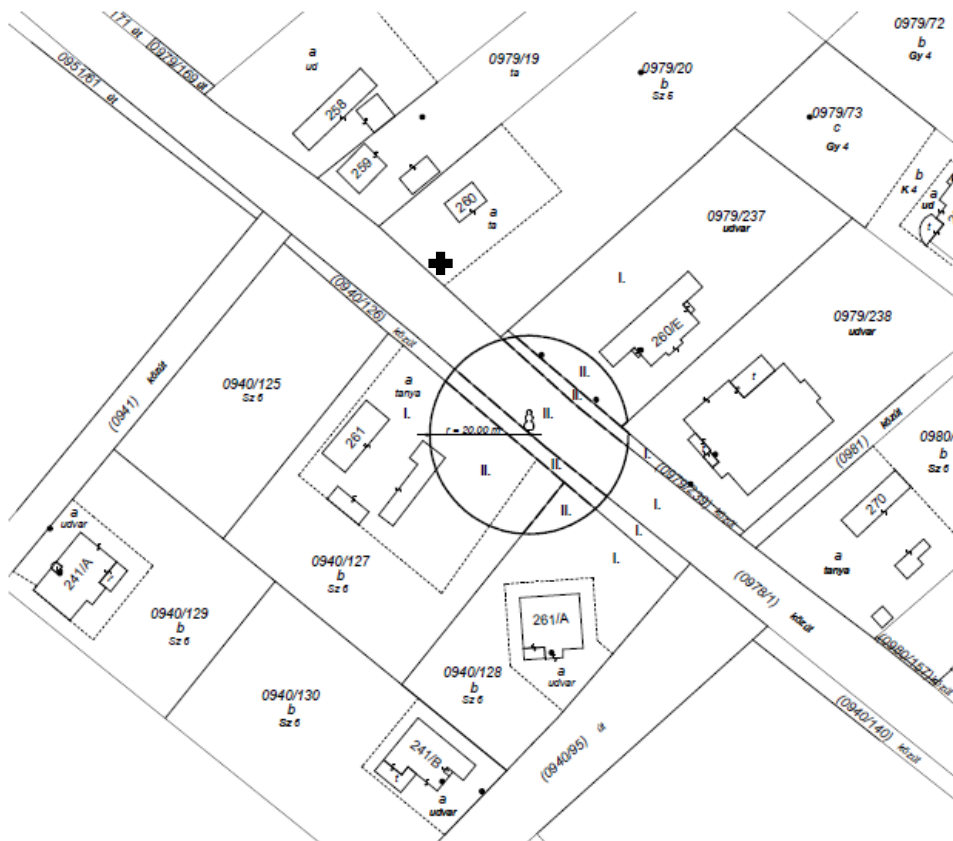 171 út
0979/169 út
0951/61 út
a
ud
258
259
0979/19
ta
0979/20
b
Sz 5
0979/72
b
Gy 4
0979/73
c
Gy 4
b
K 4
a
ud
t
260
a
ta
0979/237
udvar
I.
260/E
0979/238
udvar
t
(0940/126)
közút
(0941)
közút
0940/125
Sz 6
a
tanya
I.
261
r = 20.00 m
II.
II.
II.
II.
II.
II.
I.
(0979/239)
közút
I.
I.
I.
(0981)
közút
0980/
b
Sz 6
270
a
tanya
a
udvar
241/A
0940/127
b
Sz 6
0940/129
b
Sz 6
261/A
a
udvar
(0978/1)
közút
(0980/157) közút
(0940/140)
közút
0940/128
b
Sz 6
0940/130
b
Sz 6
241/B
t
a
udvar
(0940/95)
út